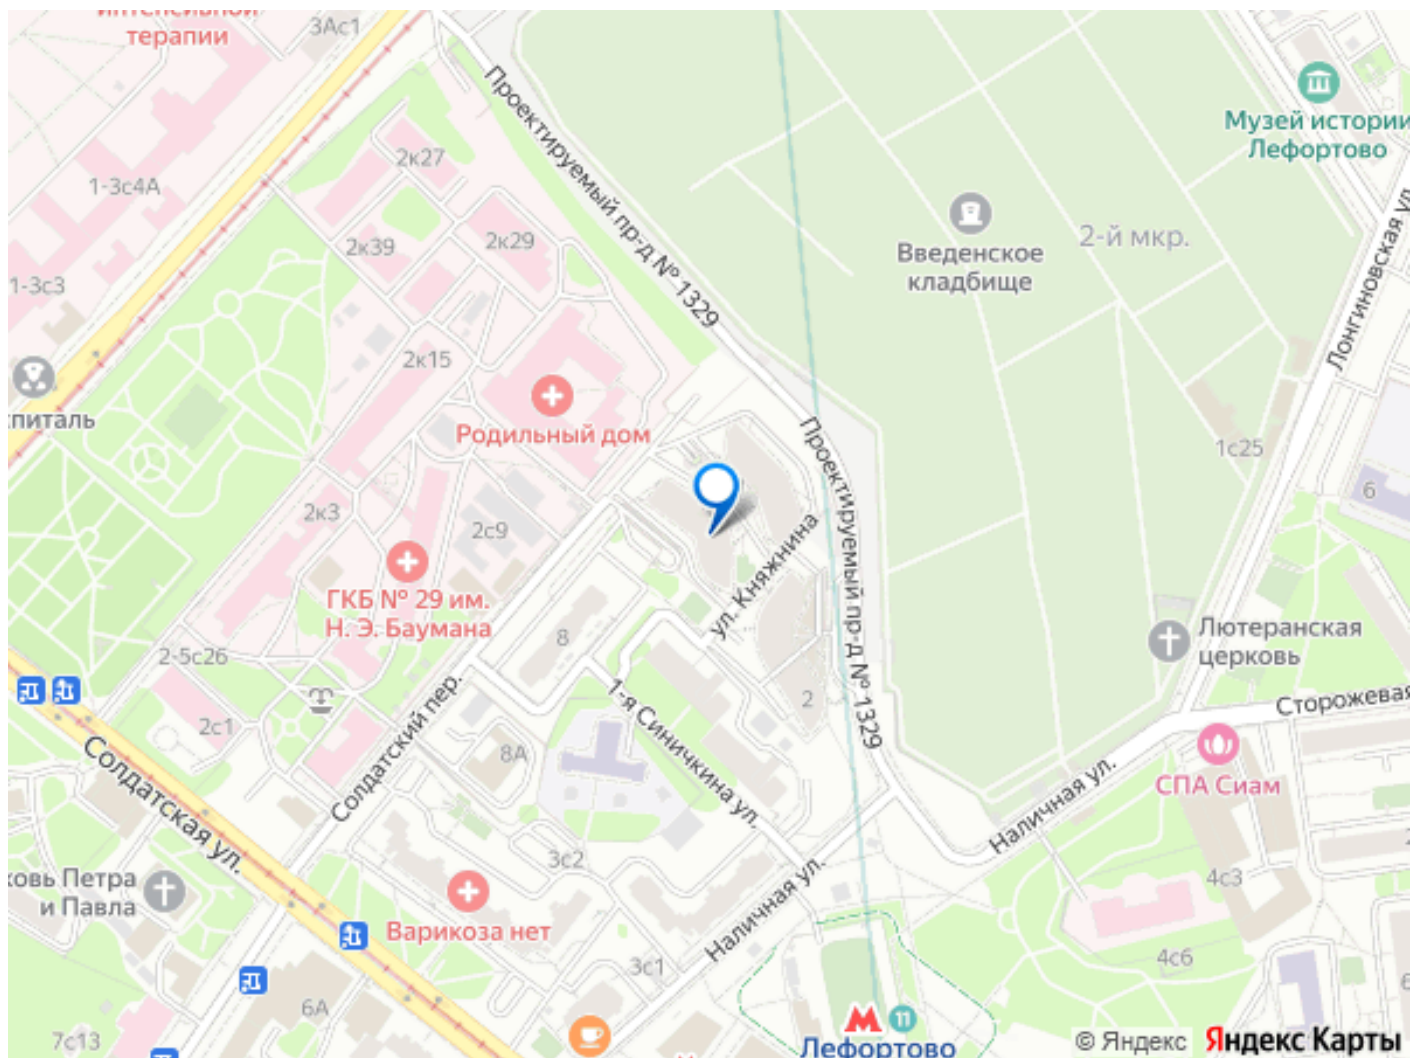 интенсивной
терапии
3Ас1
Музей истории
Лефортово
Проектируемый пр-д № 1329
2к27
1-3с4А
2к39
2к29
Введенское
кладбище
2-й мкр.
Лонгиновская ул.
1-3с3
2к15
Родильный дом
Проектируемый пр-д № 1329
1с25
6
2к3
2с9
ГКБ № 29 им.
Н. Э. Баумана
ул. Княжнина
8
2-5с26
Лютеранская
церковь
2с1
Солдатский пер.
1-я Синичкина ул.
2
Сторожевая
8А
СПА Сиам
Солдатская ул.
Наличная ул.
3с2
Петра
и Павла
4с3
Варикоза нет
Наличная ул.
3с1
4с6
6А
11
7с13
Лефортово
© Яндекс
Яндекс Карты